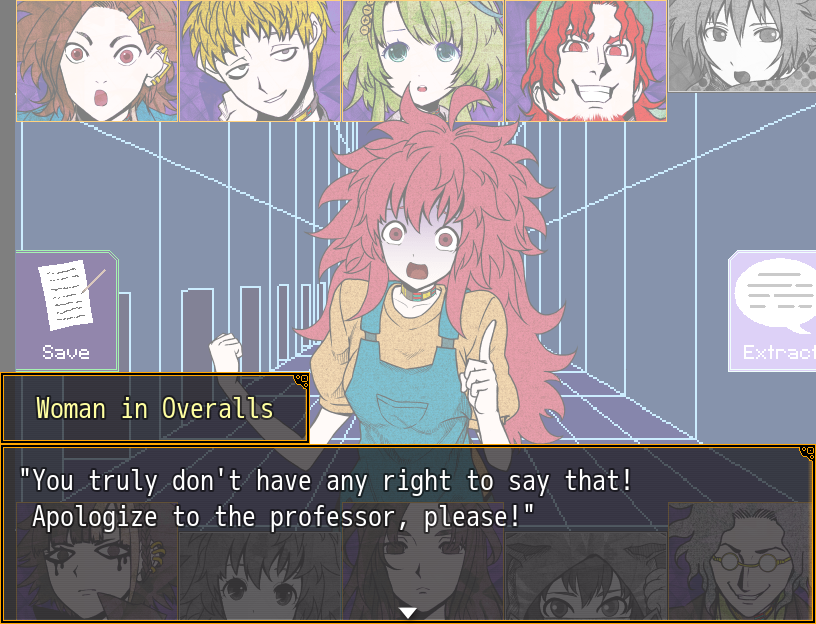 Save
Extract
Woman in Overalls
"You truly don't have any right to say that!
Apologize to the professor, please!"